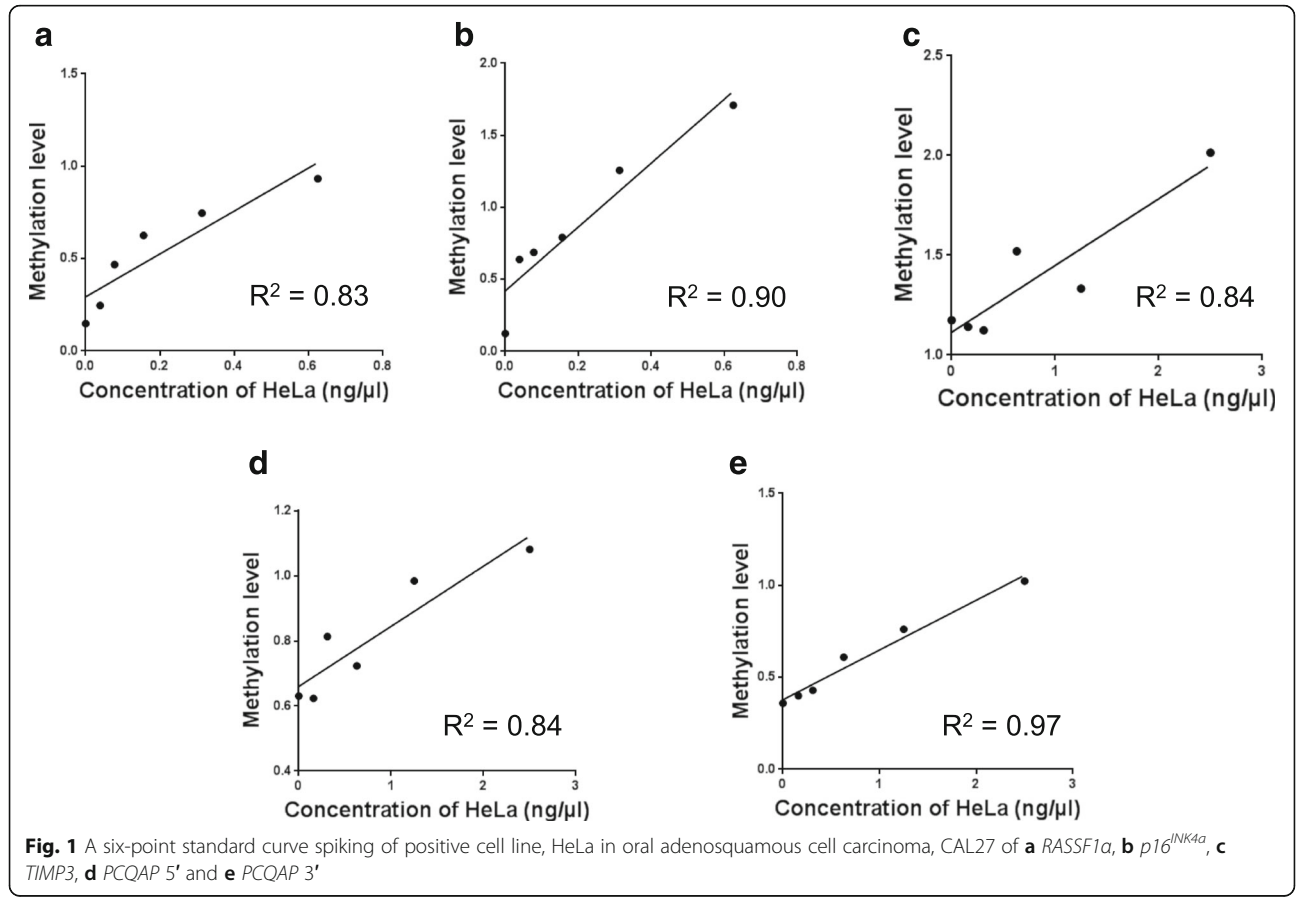 a
1.5
1.0
0.5
0.0
Methylation level
R² = 0.83
0.0 0.2 0.4 0.6 0.8
Concentration of HeLa (ng/µl)
b
2.0
1.5
1.0
0.5
0.0
Methylation level
R² = 0.90
0.0 0.2 0.4 0.6 0.8
Concentration of HeLa (ng/µl)
c
2.5
2.0
1.5
1.0
Methylation level
R² = 0.84
0 1 2 3
Concentration of HeLa (ng/µl)
d
1.2
1.0
0.8
0.6
0.4
Methylation level
R² = 0.84
0 1 2 3
Concentration of HeLa (ng/µl)
e
1.5
1.0
0.5
0.0
Methylation level
R² = 0.97
0 1 2 3
Concentration of HeLa (ng/µl)
Fig. 1 A six-point standard curve spiking of positive cell line, HeLa in oral adenosquamous cell carcinoma, CAL27 of a RASSF1α, b p16^INK4a, c
TIMP3, d PCQAP 5′ and e PCQAP 3′